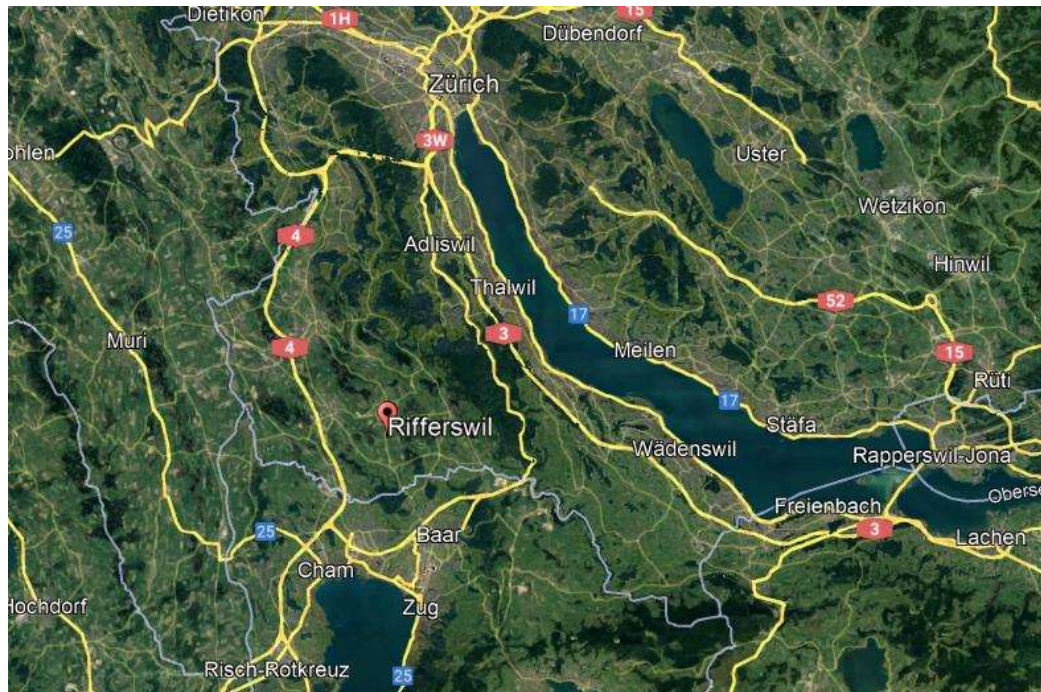 Dietikon
1H
15
Dübendorf
Zürich
3W
ohlen
Uster
Wetzikon
25
4
Adliswil
Hinwil
Thalwil
17
52
3
Muri
4
Meilen
15
Rüti
17
Rifferswil
Stäfa
Wädenswil
Rapperswil-Jona
Oberse
Freienbach
25
Baar
3
Lachen
Cham
Hochdorf
Zug
Risch-Rotkreuz
25